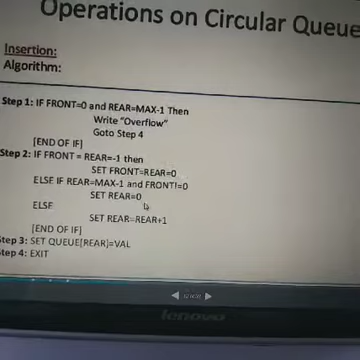 Operations on Circular Queue
Insertion:
Algorithm:
Step 1: IF FRONT=0 and REAR=MAX-1 Then
Write "Overflow"
Goto Step 4
[END OF IF]
Step 2: IF FRONT = REAR=-1 then
SET FRONT=REAR=0
ELSE IF REAR=MAX-1 and FRONT!=0
SET REAR=0
ELSE
SET REAR=REAR+1
[END OF IF]
Step 3: SET QUEUE[REAR]=VAL
Step 4: EXIT
lenovo